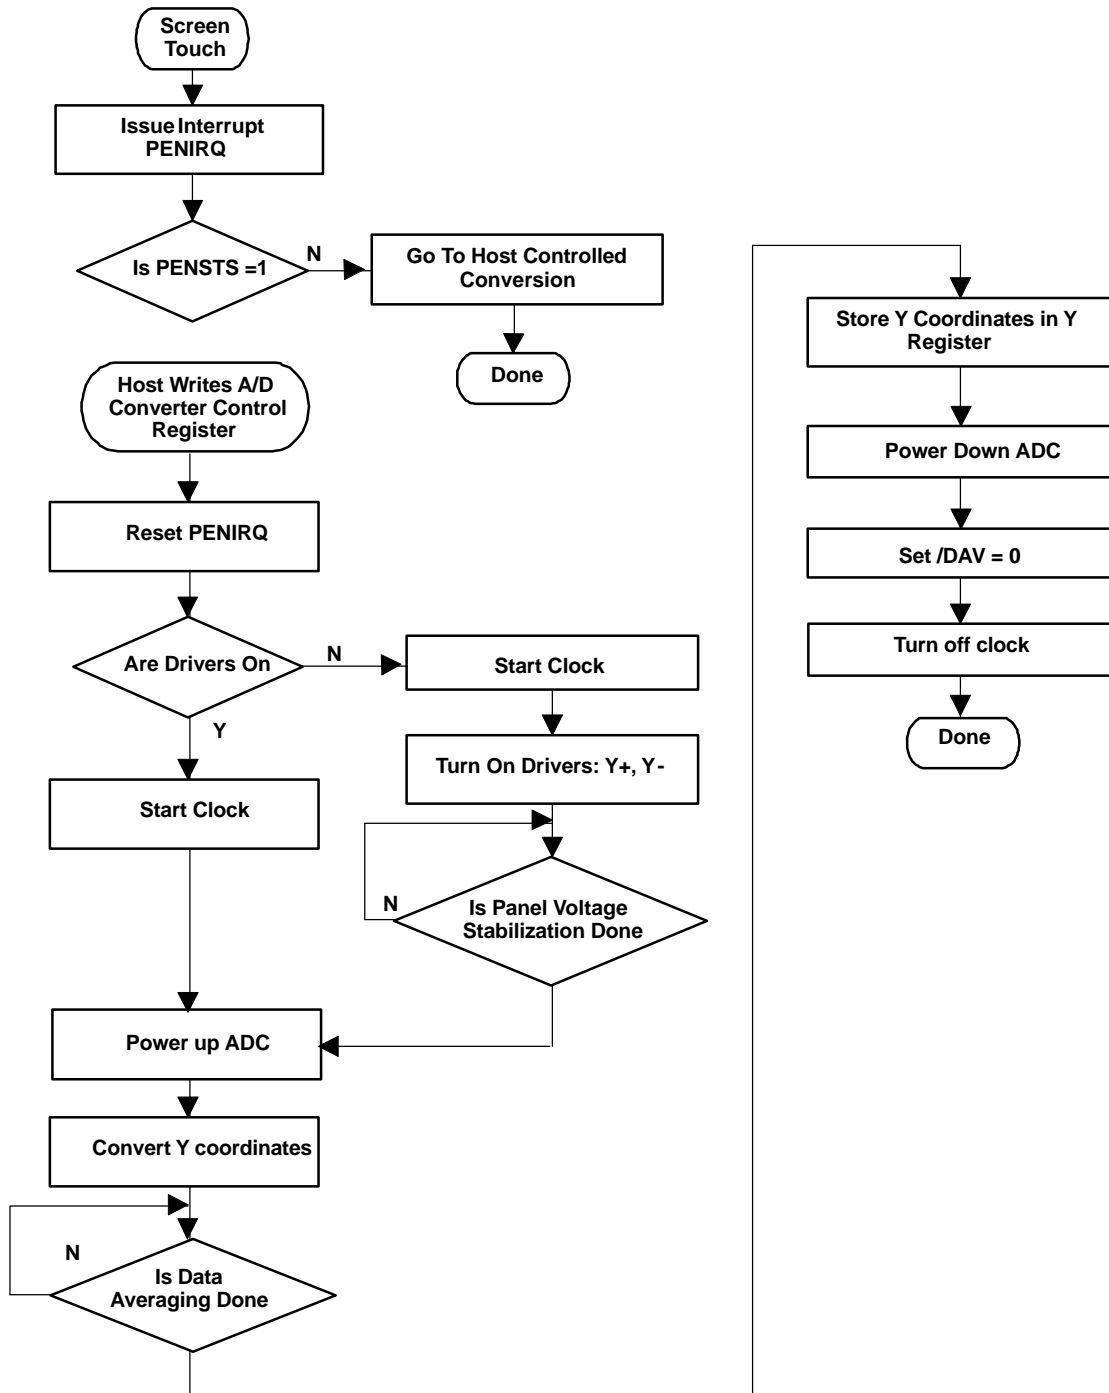 Screen
Touch
Issue Interrupt
PENIRQ
Is PENSTS =1
N
Go To Host Controlled
Conversion
Done
Host Writes A/D
Converter Control
Register
Reset PENIRQ
Are Drivers On
N
Y
Start Clock
Start Clock
Turn On Drivers: Y+, Y-
N
Is Panel Voltage
Stabilization Done
Power up ADC
Convert Y coordinates
N
Is Data
Averaging Done
Store Y Coordinates in Y
Register
Power Down ADC
Set /DAV = 0
Turn off clock
Done